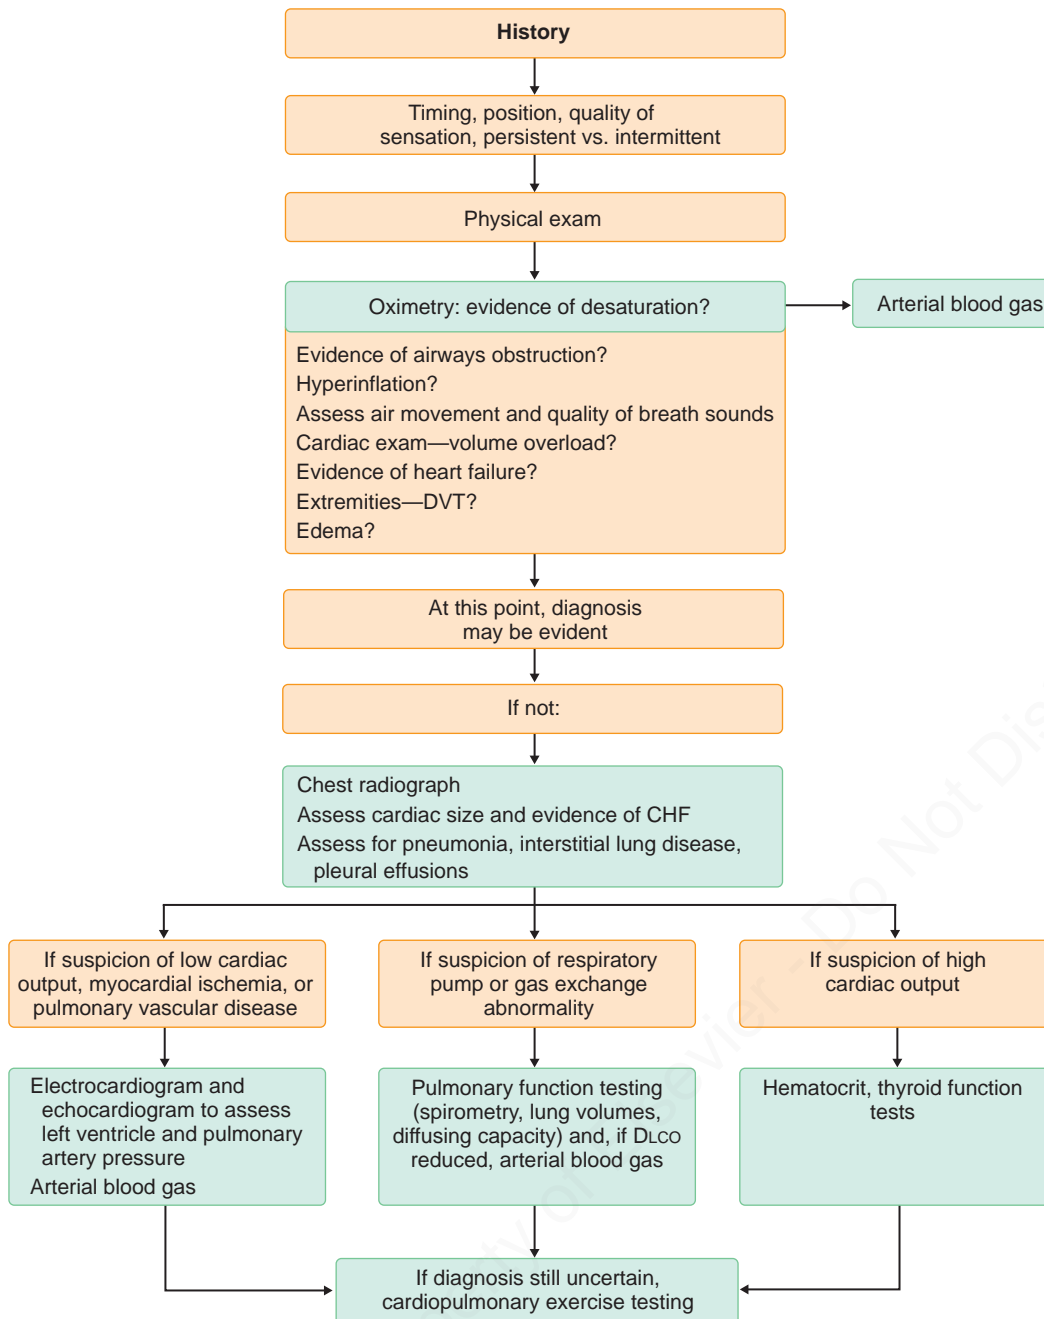 History
Timing, position, quality of
sensation, persistent vs. intermittent
Physical exam
Oximetry: evidence of desaturation?
Arterial blood gas
Evidence of airways obstruction?
Hyperinflation?
Assess air movement and quality of breath sounds
Cardiac exam—volume overload?
Evidence of heart failure?
Extremities—DVT?
Edema?
At this point, diagnosis
may be evident
If not:
Chest radiograph
Assess cardiac size and evidence of CHF
Assess for pneumonia, interstitial lung disease,
pleural effusions
If suspicion of low cardiac
output, myocardial ischemia, or
pulmonary vascular disease
If suspicion of respiratory
pump or gas exchange
abnormality
If suspicion of high
cardiac output
Electrocardiogram and
echocardiogram to assess
left ventricle and pulmonary
artery pressure
Arterial blood gas
Pulmonary function testing
(spirometry, lung volumes,
diffusing capacity) and, if DLCO
reduced, arterial blood gas
Hematocrit, thyroid function
tests
If diagnosis still uncertain,
cardiopulmonary exercise testing